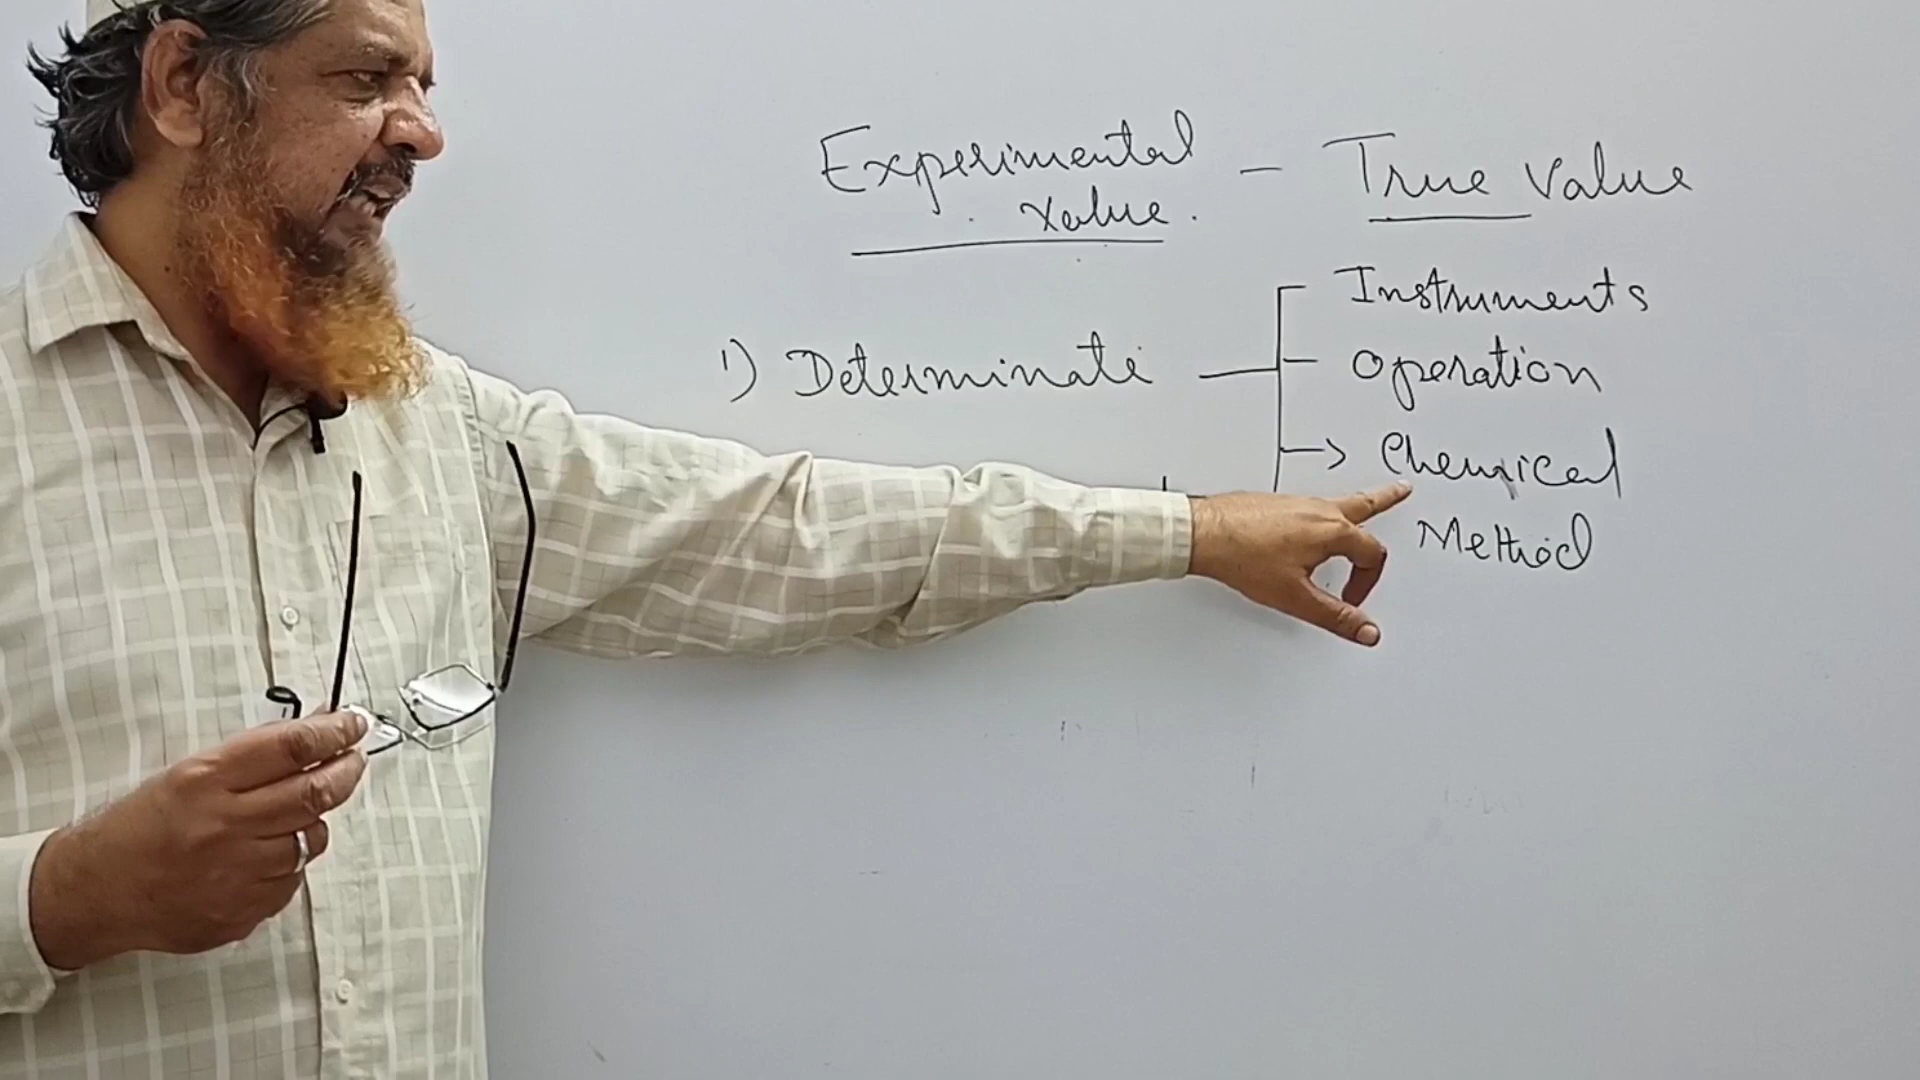 Experimental - True Value
Value.
Instruments
1) Determinate
Operation
Chemical
Method